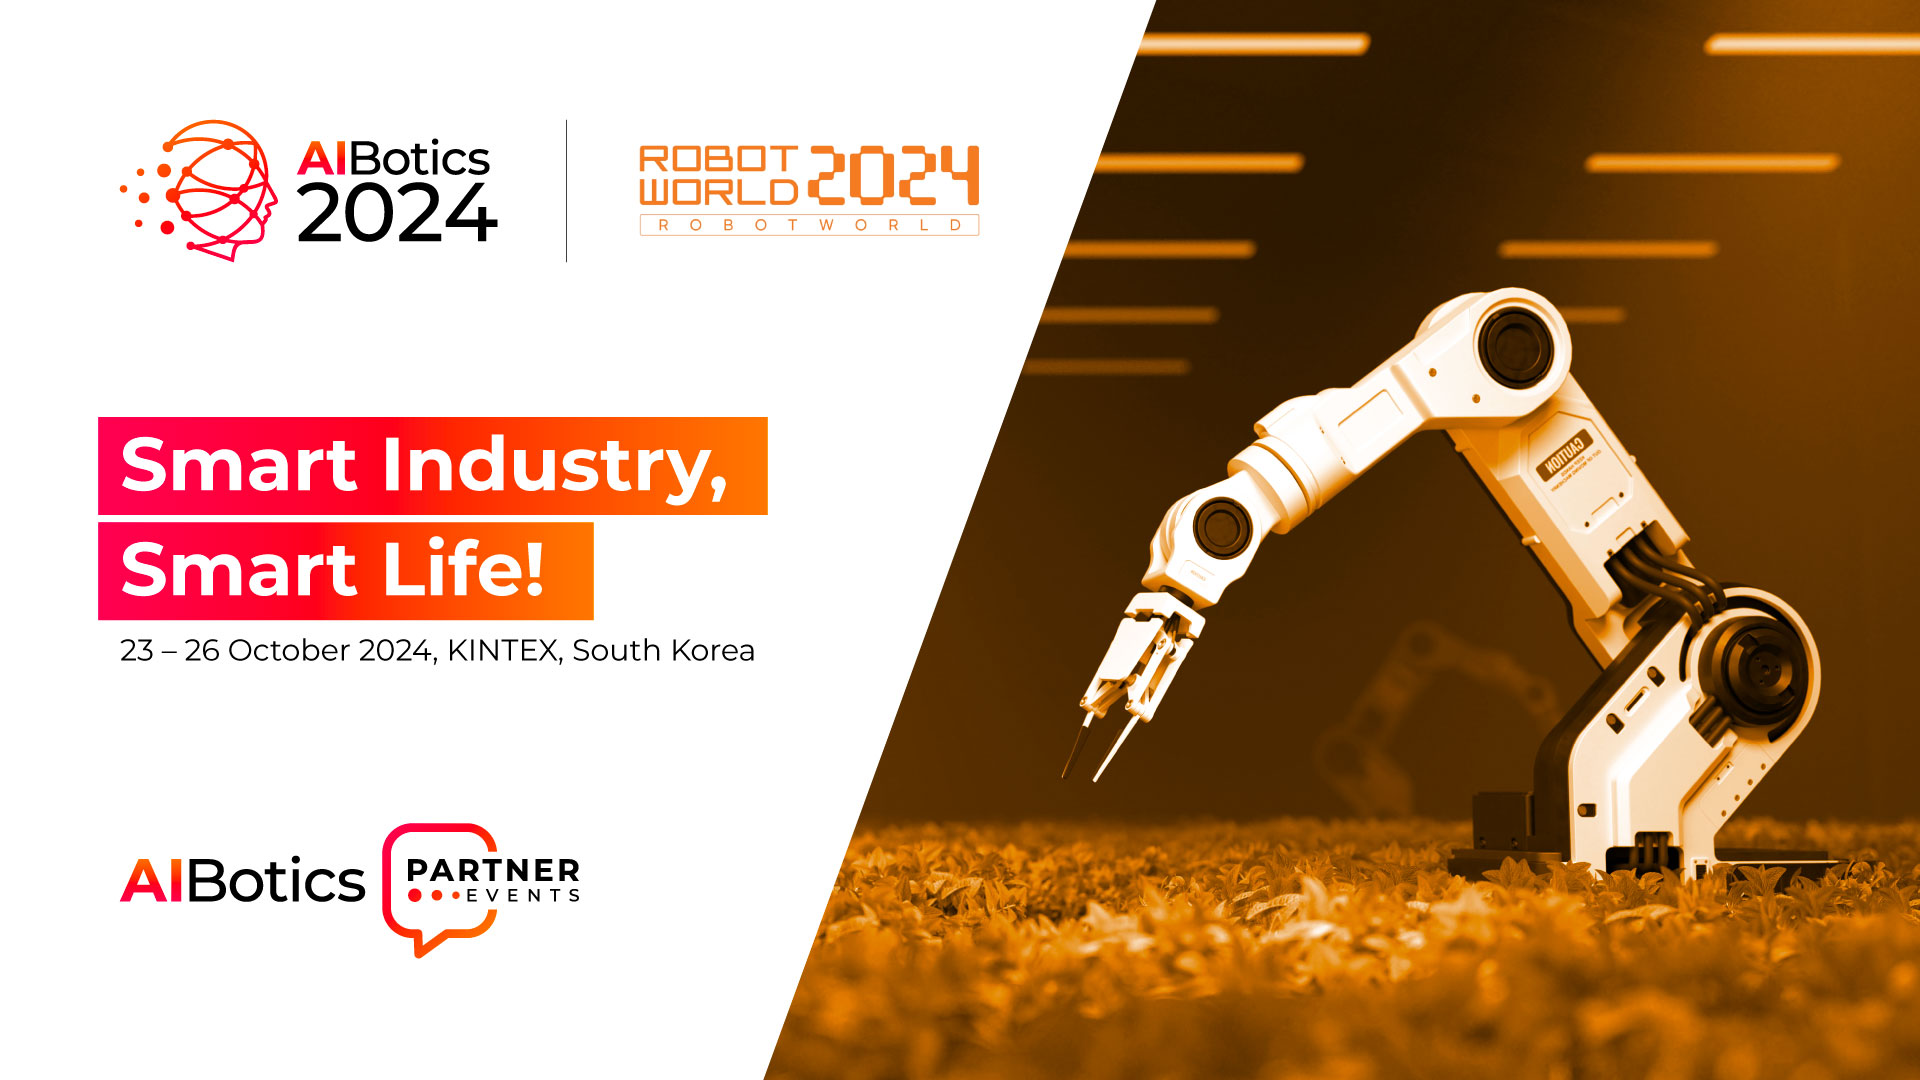 AIBotics
2024
ROBOT
WORLD
2024
ROBOTWORLD
Smart Industry,
Smart Life!
23 – 26 October 2024, KINTEX, South Korea
AIBotics
PARTNER
EVENTS
CAUTION